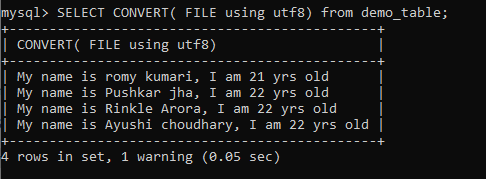 mysql> SELECT CONVERT( FILE using utf8) from demo_table;
+-------------------------------------------+
| CONVERT( FILE using utf8)                 |
+-------------------------------------------+
| My name is romy kumari, I am 21 yrs old   |
| My name is Pushkar jha, I am 22 yrs old   |
| My name is Rinkle Arora, I am 22 yrs old  |
| My name is Ayushi choudhary, I am 22 yrs old |
+-------------------------------------------+
4 rows in set, 1 warning (0.05 sec)